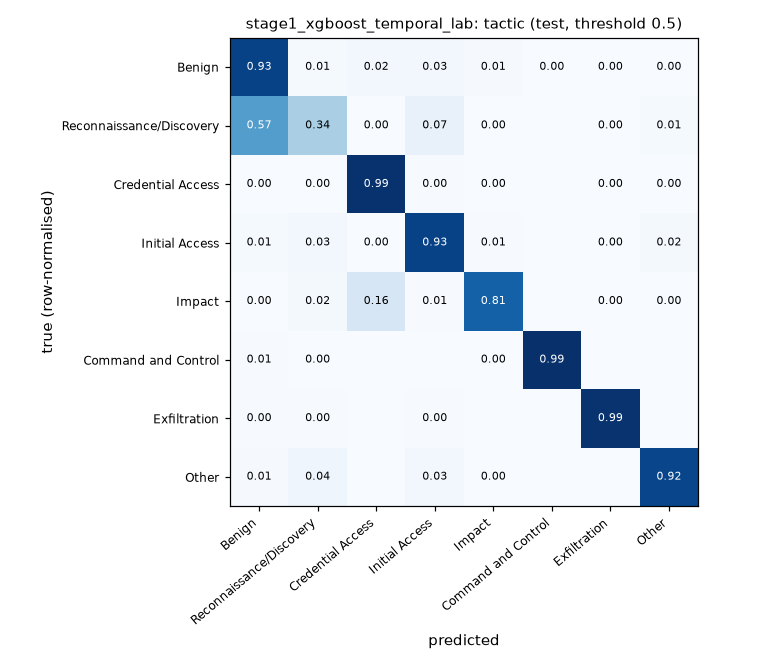 stage1_xgboost_temporal_lab: tactic (test, threshold 0.5)
Benign 0.93 0.01 0.02 0.03 0.01 0.00 0.00 0.00
Reconnaissance/Discovery 0.57 0.34 0.00 0.07 0.00 0.00 0.01
Credential Access 0.00 0.00 0.99 0.00 0.00 0.00 0.00
Initial Access 0.01 0.03 0.00 0.93 0.01 0.00 0.02
Impact 0.00 0.02 0.16 0.01 0.81 0.00 0.00
Command and Control 0.01 0.00 0.00 0.99
Exfiltration 0.00 0.00 0.00 0.99
Other 0.01 0.04 0.03 0.00 0.92
true (row-normalised)
Benign
Reconnaissance/Discovery
Credential Access
Initial Access
Impact
Command and Control
Exfiltration
Other
predicted